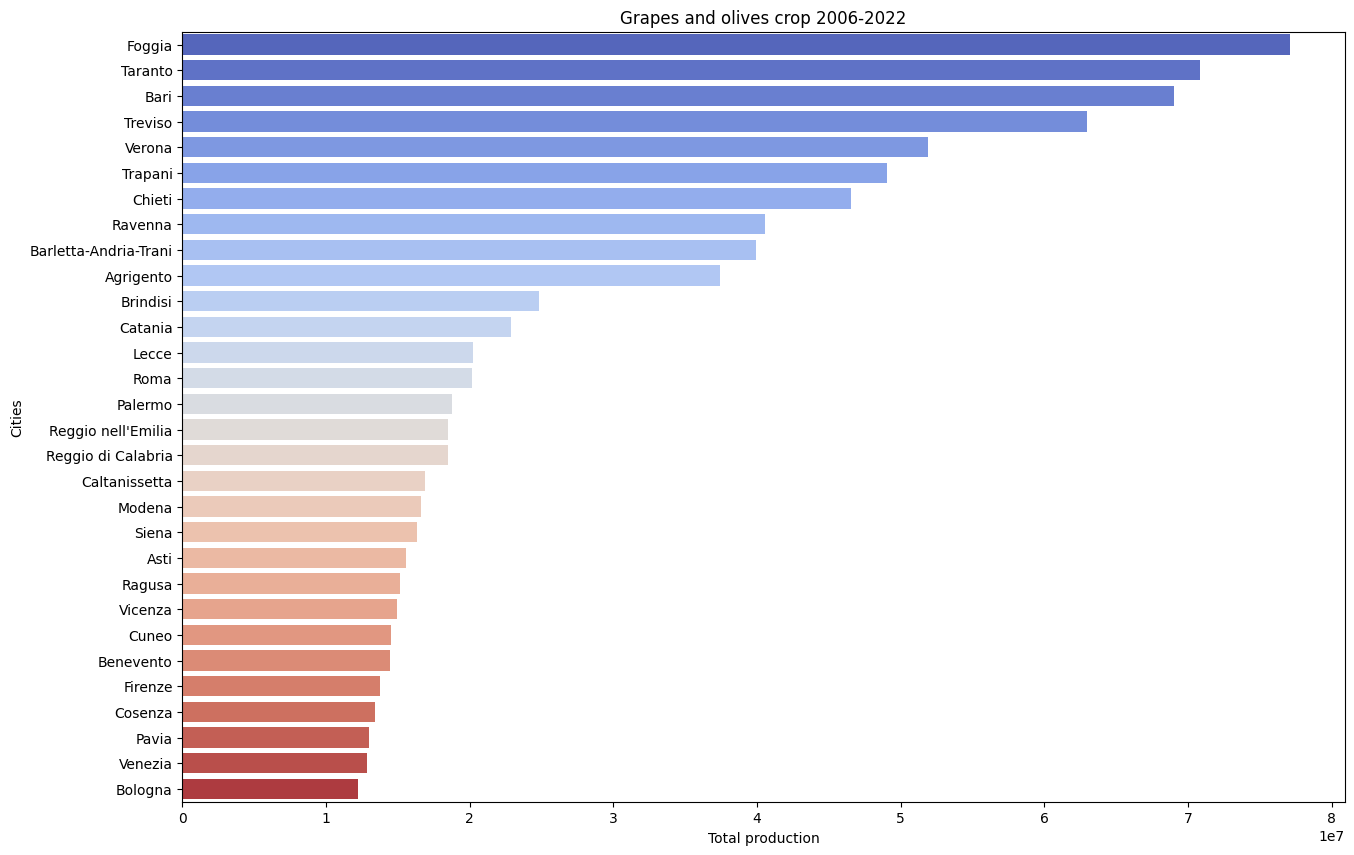 Grapes and olives crop 2006-2022
Foggia
Taranto
Bari
Treviso
Verona
Trapani
Chieti
Ravenna
Barletta-Andria-Trani
Agrigento
Brindisi
Catania
Lecce
Roma
Palermo
Reggio nell'Emilia
Reggio di Calabria
Caltanissetta
Modena
Siena
Asti
Ragusa
Vicenza
Cuneo
Benevento
Firenze
Cosenza
Pavia
Venezia
Bologna
Cities
0 1 2 3 4 5 6 7 8
1e7
Total production